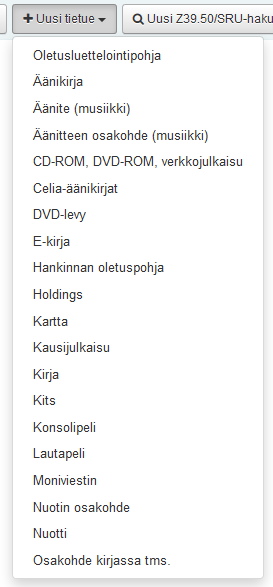 Uusi tietue
Uusi Z39.50/SRU-haku
Oletusluettelointipohja
Äänikirja
Äänite (musiikki)
Äänitteen osakohde (musiikki)
CD-ROM, DVD-ROM, verkkojulkaisu
Celia-äänikirjat
DVD-levy
E-kirja
Hankinnan oletuspohja
Holdings
Kartta
Kausijulkaisu
Kirja
Kits
Konsolipeli
Lautapeli
Moniviestin
Nuotin osakohde
Nuotti
Osakohde kirjassa tms.